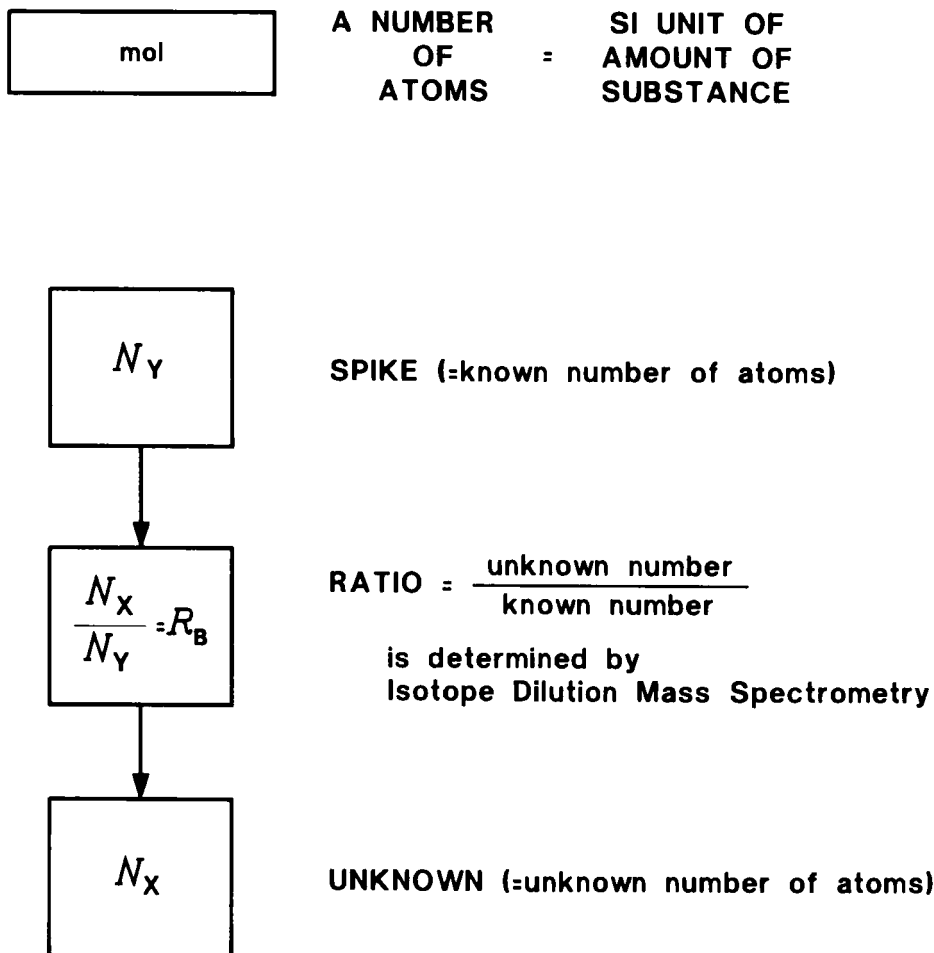 mol
A NUMBER OF ATOMS = SI UNIT OF AMOUNT OF SUBSTANCE
N_Y
SPIKE (=known number of atoms)
N_X / N_Y = R_B
RATIO = unknown number / known number
is determined by
Isotope Dilution Mass Spectrometry
N_X
UNKNOWN (=unknown number of atoms)